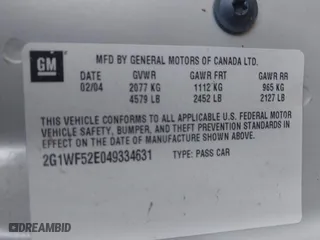 GM
MFD BY GENERAL MOTORS OF CANADA LTD.
DATE GVWR GAWR FRT GAWR RR
02/04 2077 KG 1112 KG 965 KG
4579 LB 2452 LB 2127 LB
THIS VEHICLE CONFORMS TO ALL APPLICABLE U.S. FEDERAL MOTOR
VEHICLE SAFETY, BUMPER, AND THEFT PREVENTION STANDARDS IN
EFFECT ON THE DATE OF MANUFACTURE SHOWN ABOVE.
2G1WF52E049334631 TYPE: PASS CAR
AUTOBIDMASTER.COM